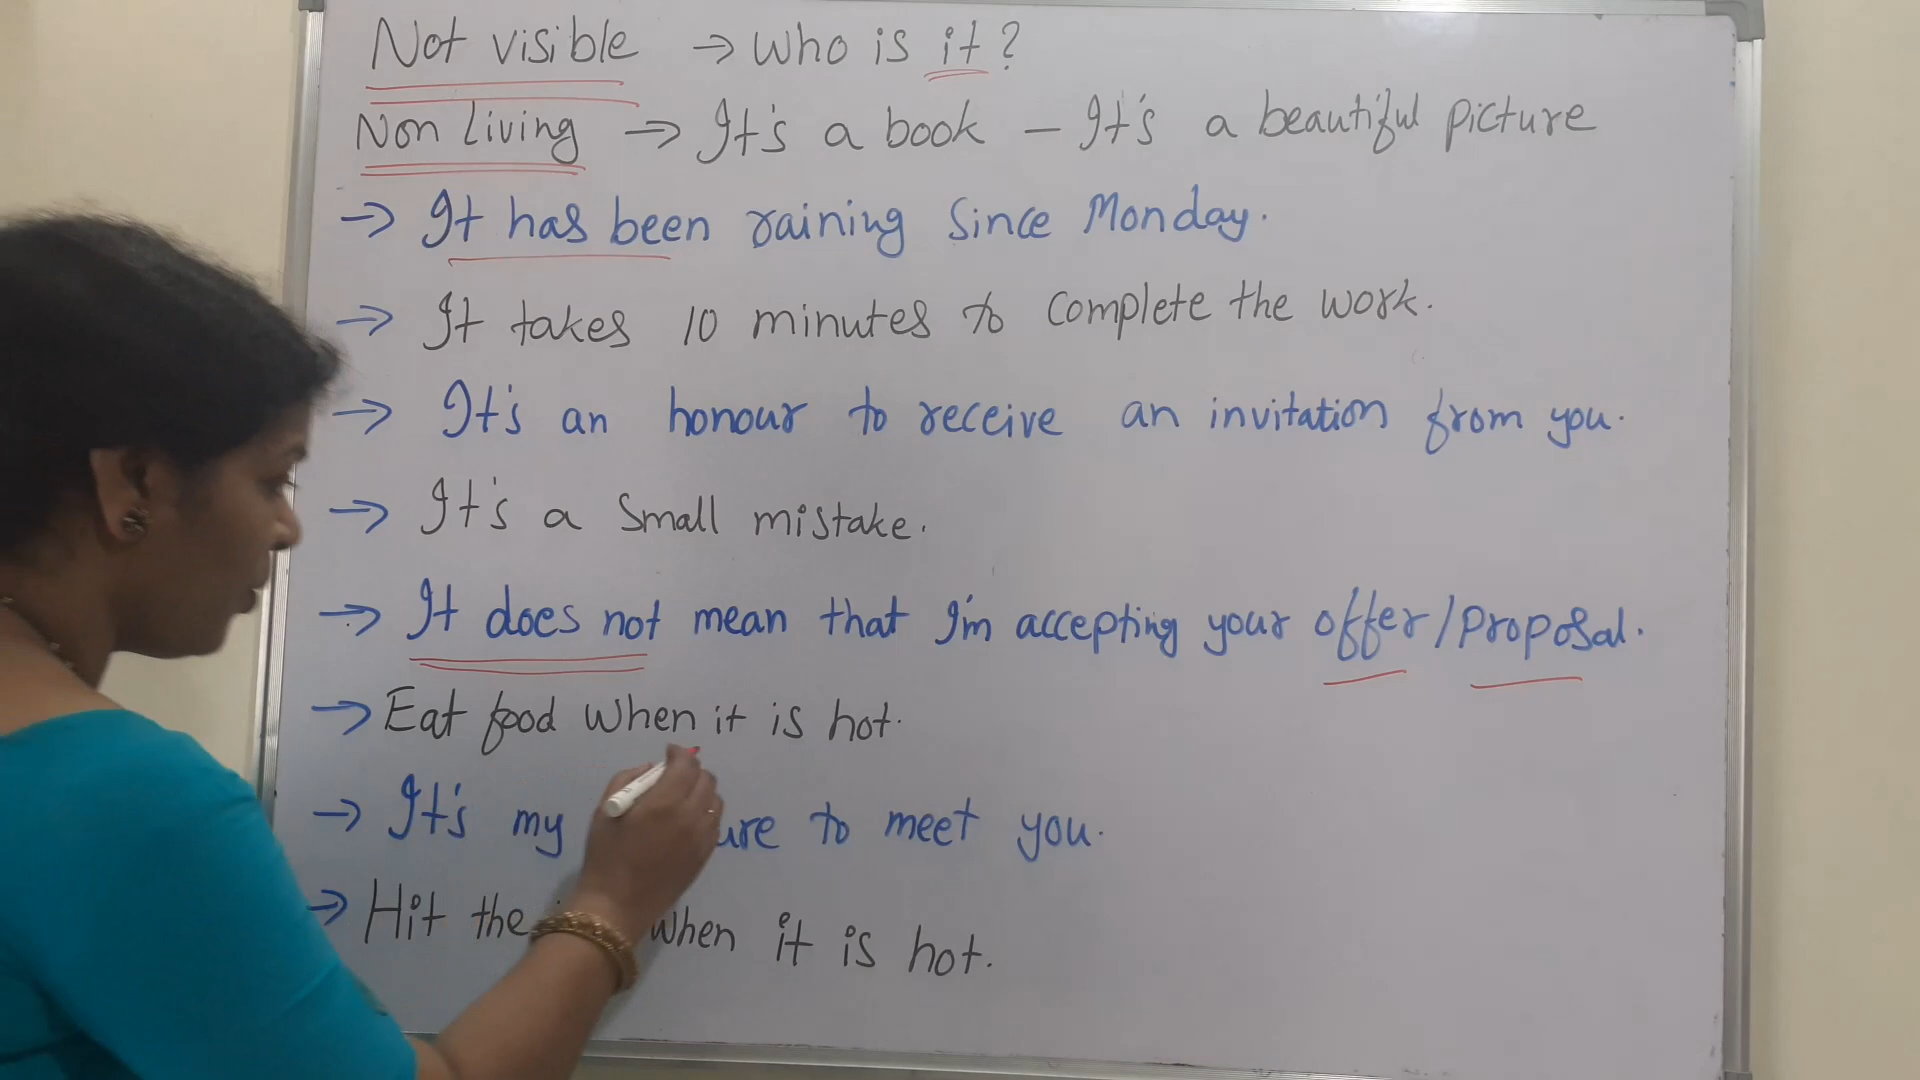 Not visible → Who is it?
Non Living → It's a book – It's a beautiful picture
→ It has been raining since Monday.
→ It takes 10 minutes to complete the work.
→ It's an honour to receive an invitation from you.
→ It's a small mistake.
→ It does not mean that I'm accepting your offer/proposal.
→ Eat food when it is hot.
→ It's my to meet you.
→ Hit the when it is hot.